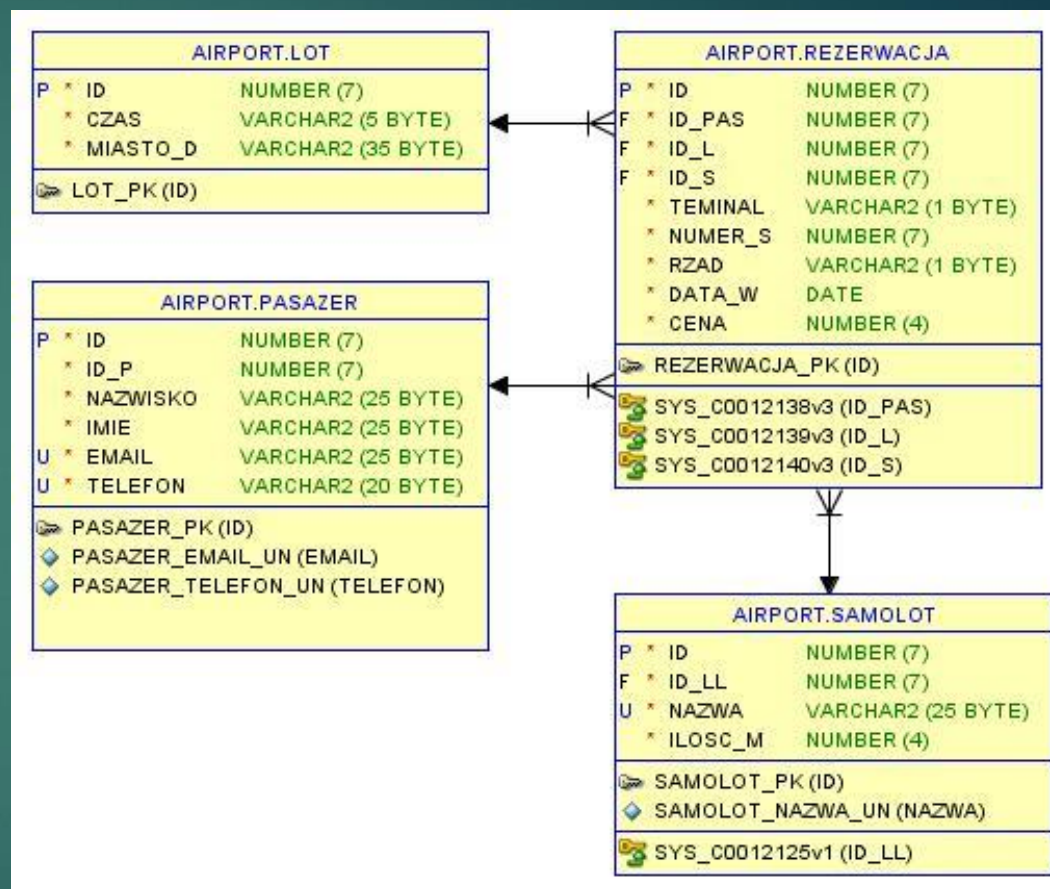 AIRPORT.LOT
P * ID NUMBER (7)
* CZAS VARCHAR2 (5 BYTE)
* MIASTO_D VARCHAR2 (35 BYTE)
LOT_PK (ID)
AIRPORT.PASAZER
P * ID NUMBER (7)
* ID_P NUMBER (7)
* NAZWISKO VARCHAR2 (25 BYTE)
* IMIE VARCHAR2 (25 BYTE)
U * EMAIL VARCHAR2 (25 BYTE)
U * TELEFON VARCHAR2 (20 BYTE)
PASAZER_PK (ID)
PASAZER_EMAIL_UN (EMAIL)
PASAZER_TELEFON_UN (TELEFON)
AIRPORT.REZERWACJA
P * ID NUMBER (7)
F * ID_PAS NUMBER (7)
F * ID_L NUMBER (7)
F * ID_S NUMBER (7)
* TEMINAL VARCHAR2 (1 BYTE)
* NUMER_S NUMBER (7)
* RZAD VARCHAR2 (1 BYTE)
* DATA_W DATE
* CENA NUMBER (4)
REZERWACJA_PK (ID)
SYS_C0012138v3 (ID_PAS)
SYS_C0012139v3 (ID_L)
SYS_C0012140v3 (ID_S)
AIRPORT.SAMOLOT
P * ID NUMBER (7)
F * ID_LL NUMBER (7)
U * NAZWA VARCHAR2 (25 BYTE)
* ILOSC_M NUMBER (4)
SAMOLOT_PK (ID)
SAMOLOT_NAZWA_UN (NAZWA)
SYS_C0012125v1 (ID_LL)